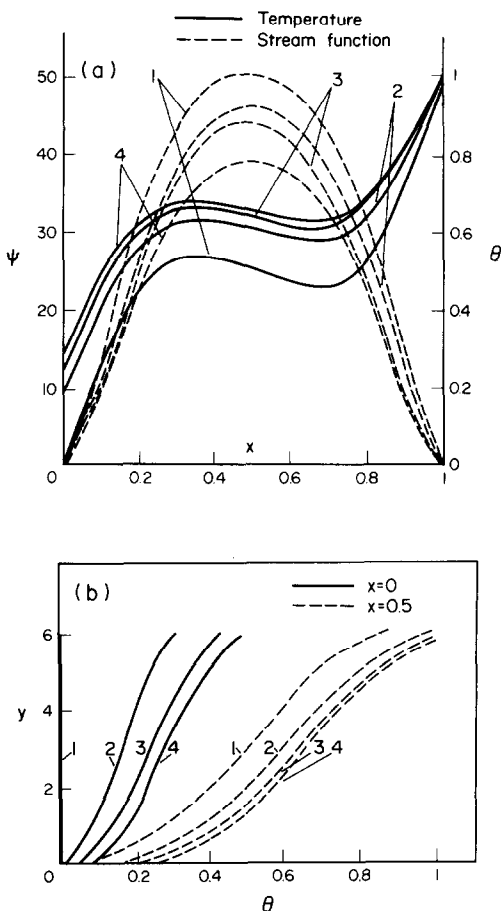 Temperature
Stream function
(a)
50
40
30
20
10
0
ψ
1
0.8
0.6
0.4
0.2
0
θ
1
3
2
4
1
0 0.2 0.4 0.6 0.8 1
x
(b)
x=0
x=0.5
6
4
2
y
1 2 3 4 1 2 3 4
0 0.2 0.4 0.6 0.8 1
θ